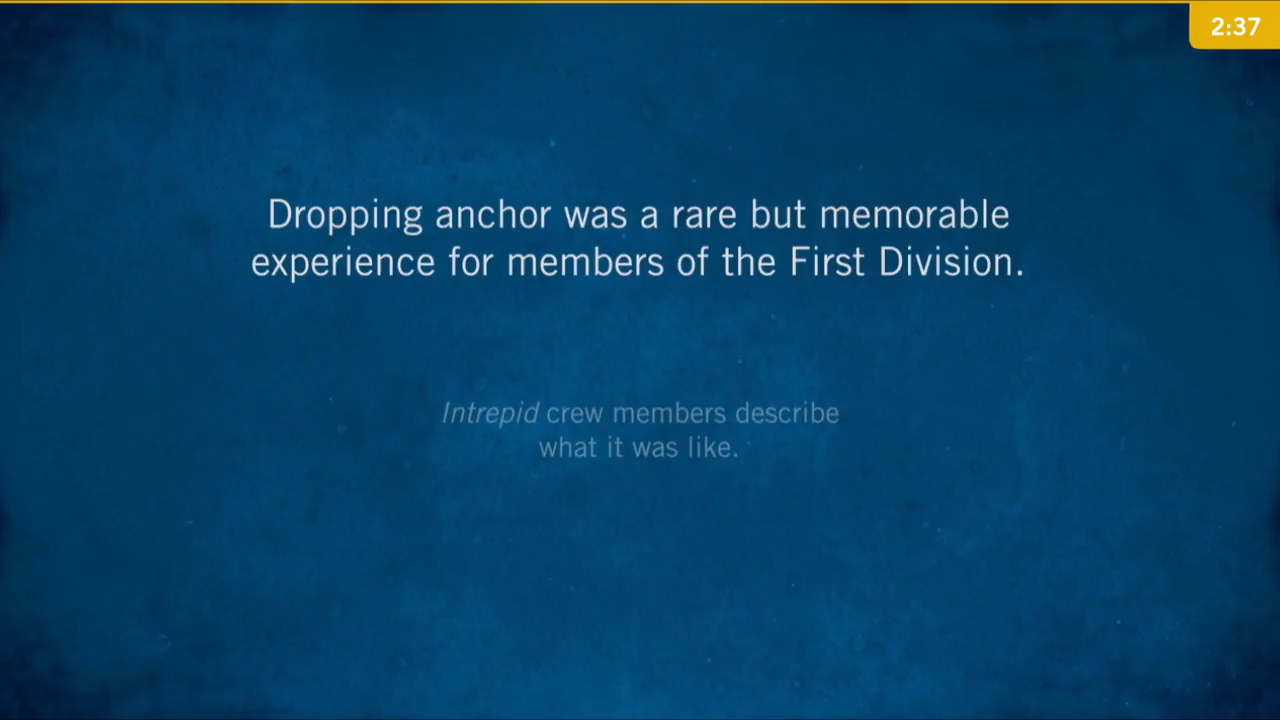 2:37
Dropping anchor was a rare but memorable
experience for members of the First Division.
Intrepid crew members describe
what it was like.